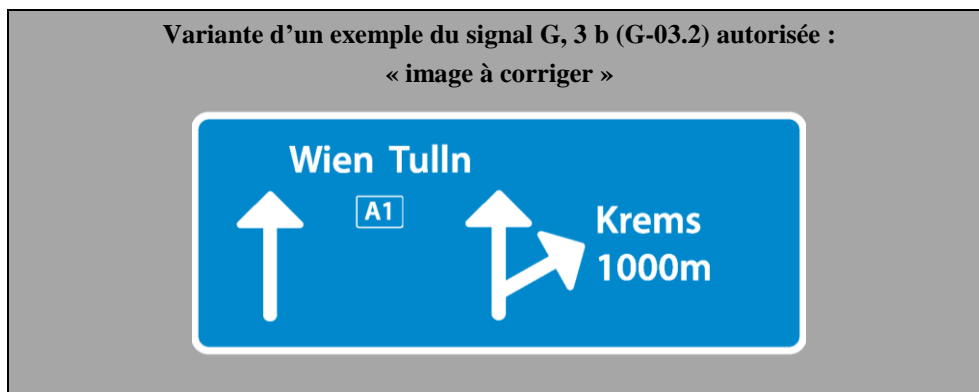 Variante d’un exemple du signal G, 3 b (G-03.2) autorisée :
« image à corriger »
Wien Tulln
A1
Krems
1000m